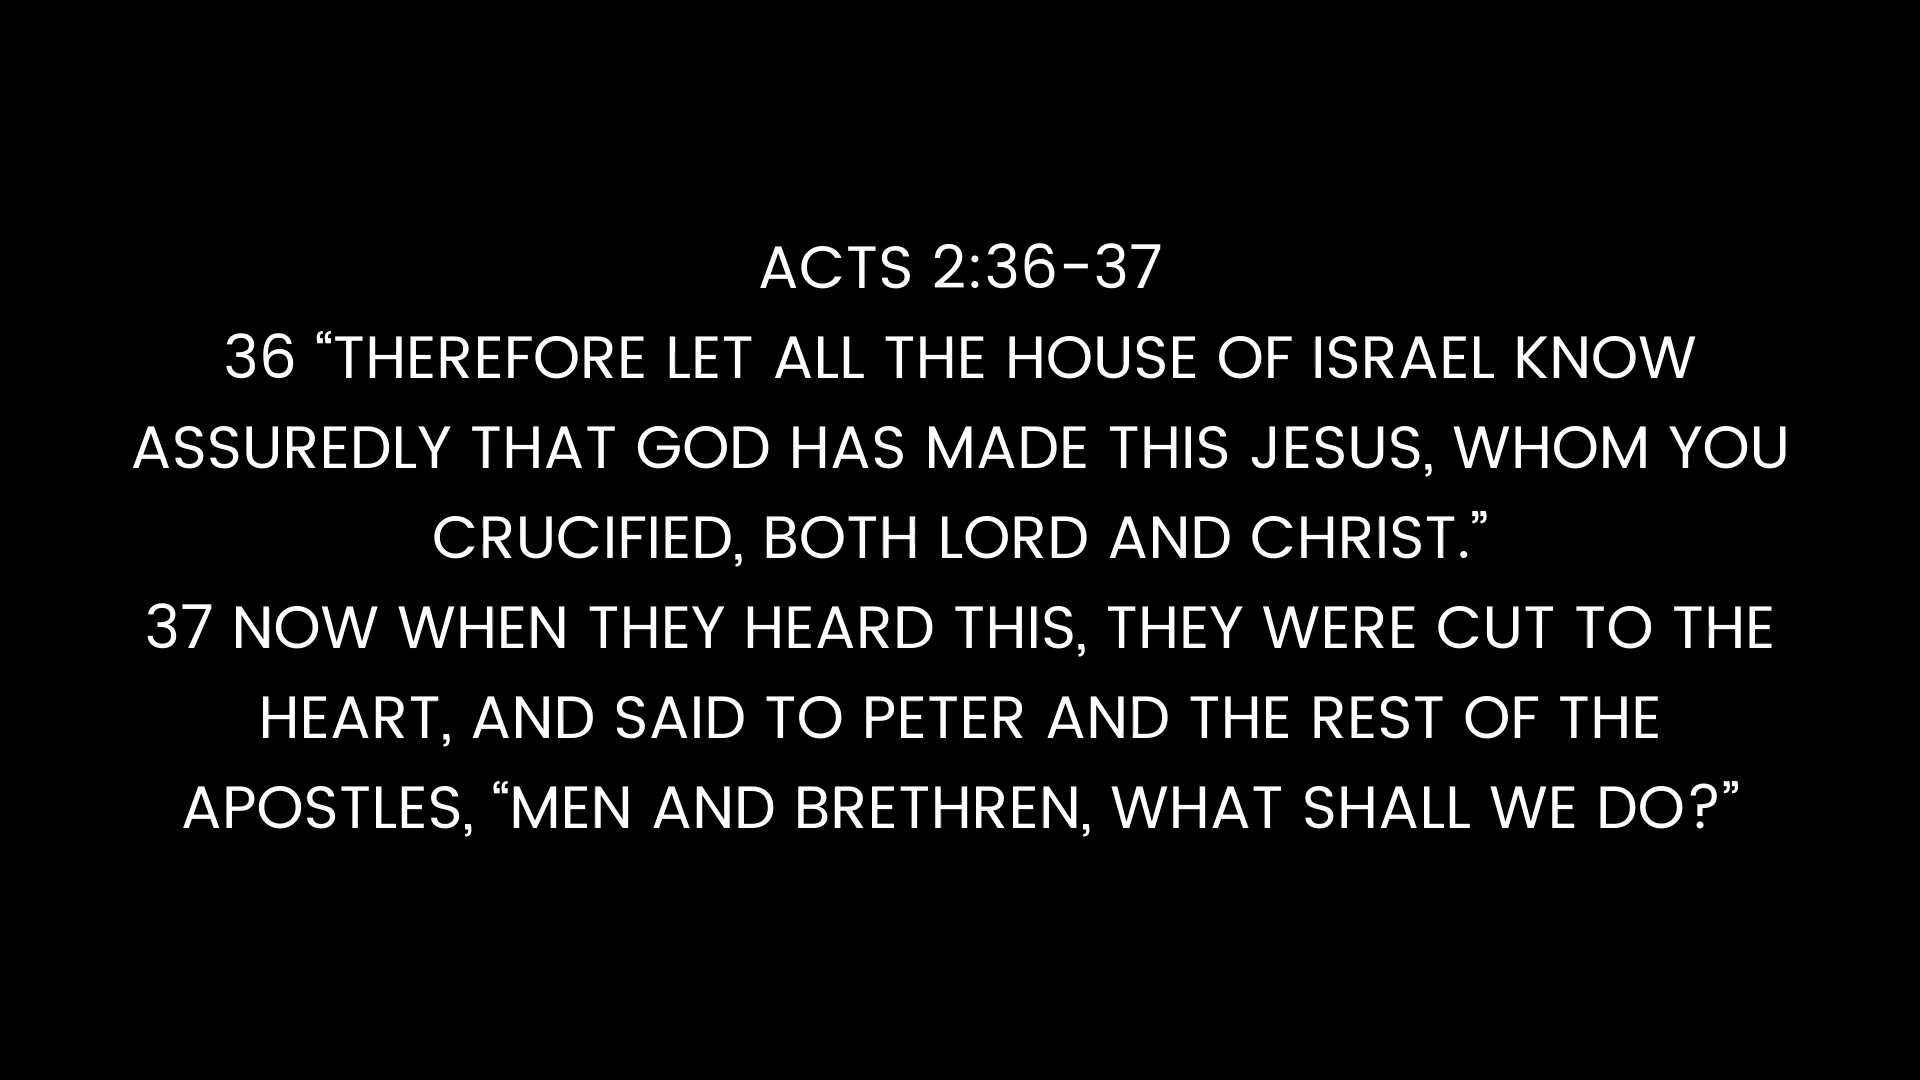 ACTS 2:36-37
36 “THEREFORE LET ALL THE HOUSE OF ISRAEL KNOW
ASSUREDLY THAT GOD HAS MADE THIS JESUS, WHOM YOU
CRUCIFIED, BOTH LORD AND CHRIST.”
37 NOW WHEN THEY HEARD THIS, THEY WERE CUT TO THE
HEART, AND SAID TO PETER AND THE REST OF THE
APOSTLES, “MEN AND BRETHREN, WHAT SHALL WE DO?”